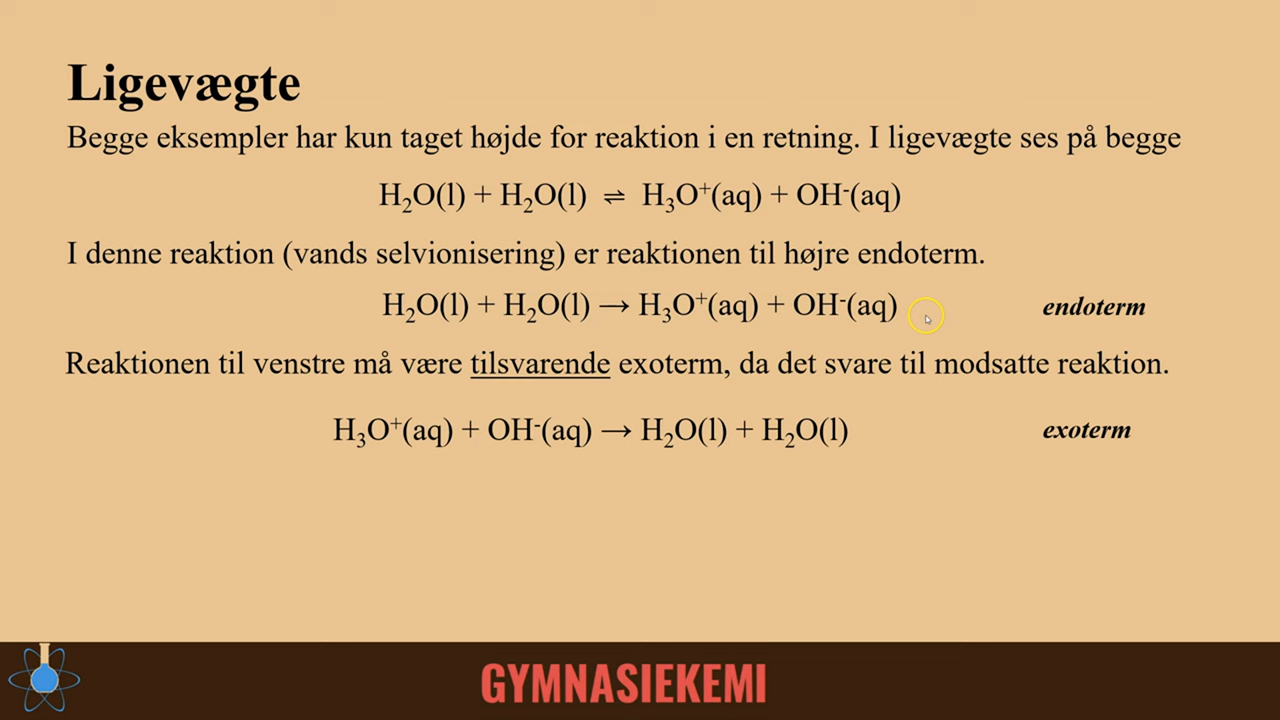 Ligevægte
Begge eksempler har kun taget højde for reaktion i en retning. I ligevægte ses på begge
H₂O(l) + H₂O(l) ⇌ H₃O⁺(aq) + OH⁻(aq)
I denne reaktion (vands selvionisering) er reaktionen til højre endoterm.
H₂O(l) + H₂O(l) → H₃O⁺(aq) + OH⁻(aq) endoterm
Reaktionen til venstre må være tilsvarende exoterm, da det svare til modsatte reaktion.
H₃O⁺(aq) + OH⁻(aq) → H₂O(l) + H₂O(l) exoterm
GYMNASIEKEMI